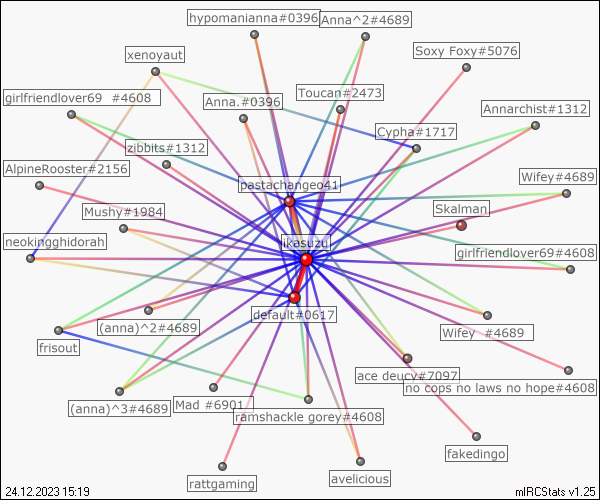 hypomanianna#0396
Anna^2#4689
Soxy Foxy#5076
xenoyaut
girlfriendlover69  #4608
Anna.#0396
Toucan#2473
Annarchist#1312
Cypha#1717
zibbits#1312
AlpineRooster#2156
pastachangeo41
Wifey#4689
Mushy#1984
Skalman
neokingghidorah
ikasuzu
girlfriendlover69#4608
(anna)^2#4689
default#0617
Wifey  #4689
frisout
ace deucy#7097
no cops no laws no hope#4608
(anna)^3#4689
Mad #6901
ramshackle gorey#4608
fakedingo
rattgaming
avelicious
24.12.2023 15:19
mIRCStats v1.25